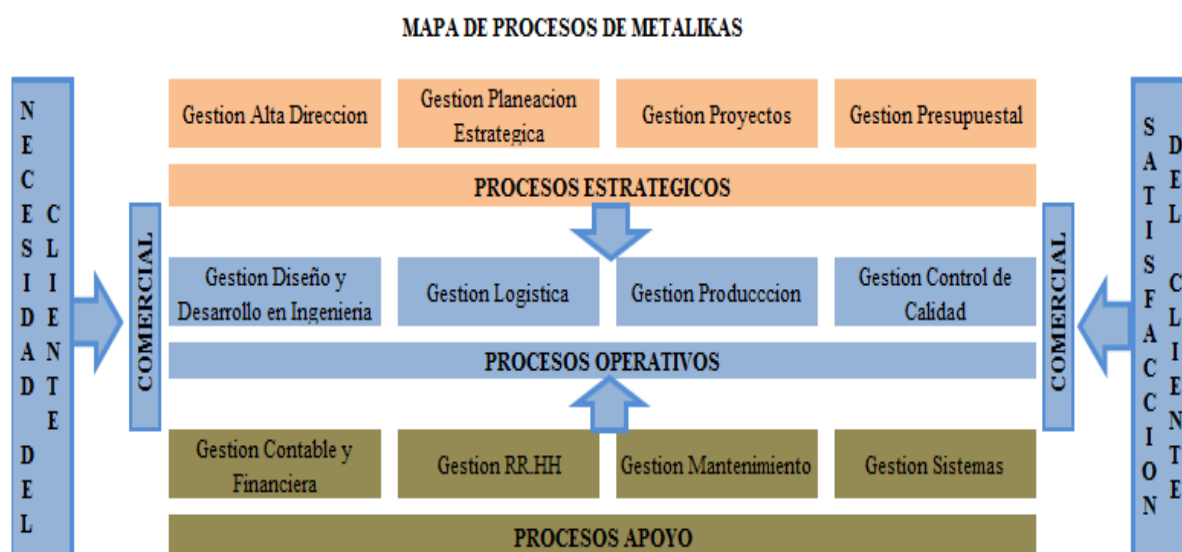 MAPA DE PROCESOS DE METALIKAS
NECESIDAD DEL
CLIENTE
COMERCIAL
Gestion Alta Direccion
Gestion Planeacion
Estrategica
Gestion Proyectos
Gestion Presupuestal
PROCESOS ESTRATEGICOS
Gestion Diseño y
Desarrollo en Ingenieria
Gestion Logistica
Gestion Producccion
Gestion Control de
Calidad
PROCESOS OPERATIVOS
Gestion Contable y
Financiera
Gestion RR.HH
Gestion Mantenimiento
Gestion Sistemas
PROCESOS APOYO
COMERCIAL
SATISFACCION
DEL CLIENTE